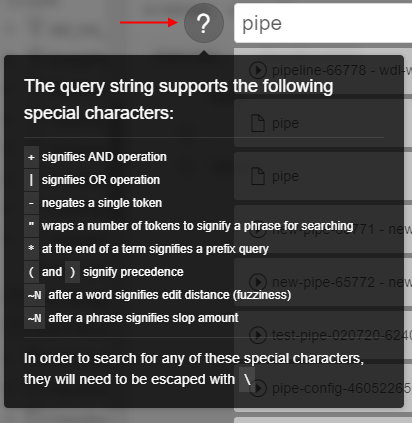 ?
pipe
pipeline-66778 - wdl-w
The query string supports the following
special characters:
pipe
+ signifies AND operation
| signifies OR operation
- negates a single token
pipe
" wraps a number of tokens to signify a phrase for searching
* at the end of a term signifies a prefix query
( and ) signify precedence
~N after a word signifies edit distance (fuzziness)
new-pipe-65772 - new
~N after a phrase signifies slop amount
test-pipe-020720-6240
In order to search for any of these special characters,
they will need to be escaped with \
pipe-config-46052265